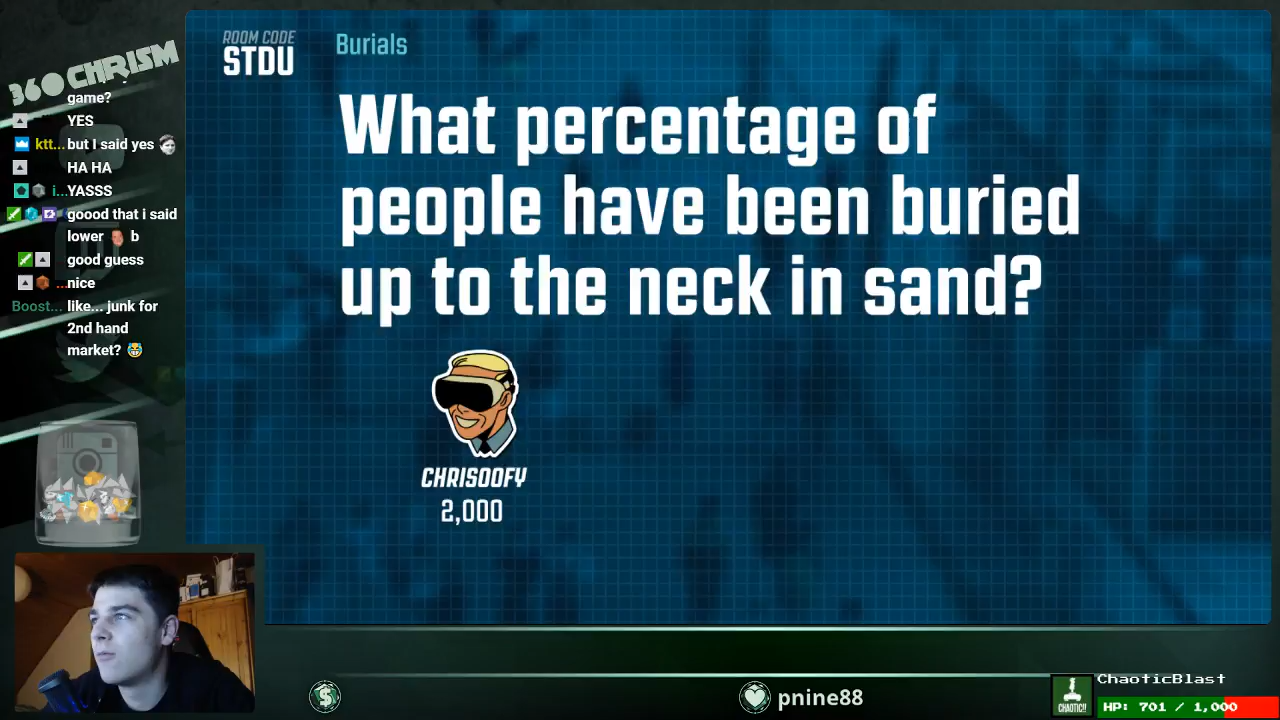 360CHRISM
game?
YES
ktt... but I said yes
HA HA
i... YASSS
goood that i said
lower b
good guess
... nice
Boost... like... junk for
2nd hand
market?
ROOM CODE
STDU
Burials
What percentage of
people have been buried
up to the neck in sand?
CHRISOOFY
2,000
pnine88
CHAOTIC!!
ChaoticBlast
HP: 701 / 1,000